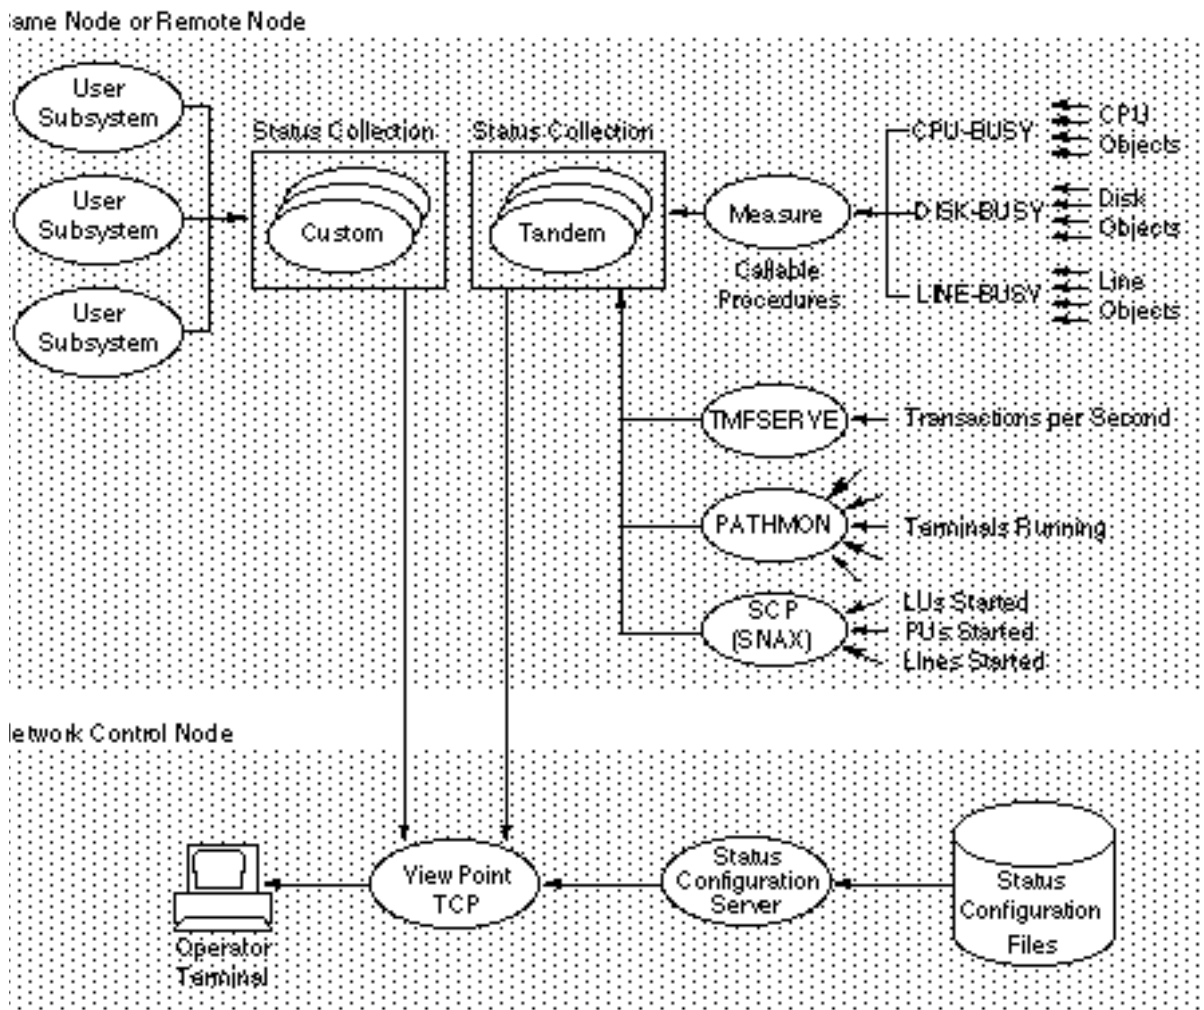 ame Node or Remote Node
User
Subsystem
User
Subsystem
User
Subsystem
Status Collection
Custom
Status Collection
Tandem
Measure
Callable
Procedures
CPU-BUSY
DISK-BUSY
LINE-BUSY
CPU
Objects
Disk
Objects
Line
Objects
TMFSERVE
Transactions per Second
PATHMON
Terminals Running
SCP
(SNAX)
LUs Started
PUs Started
Lines Started
etwork Control Node
Operator
Terminal
View Point
TCP
Status
Configuration
Server
Status
Configuration
Files